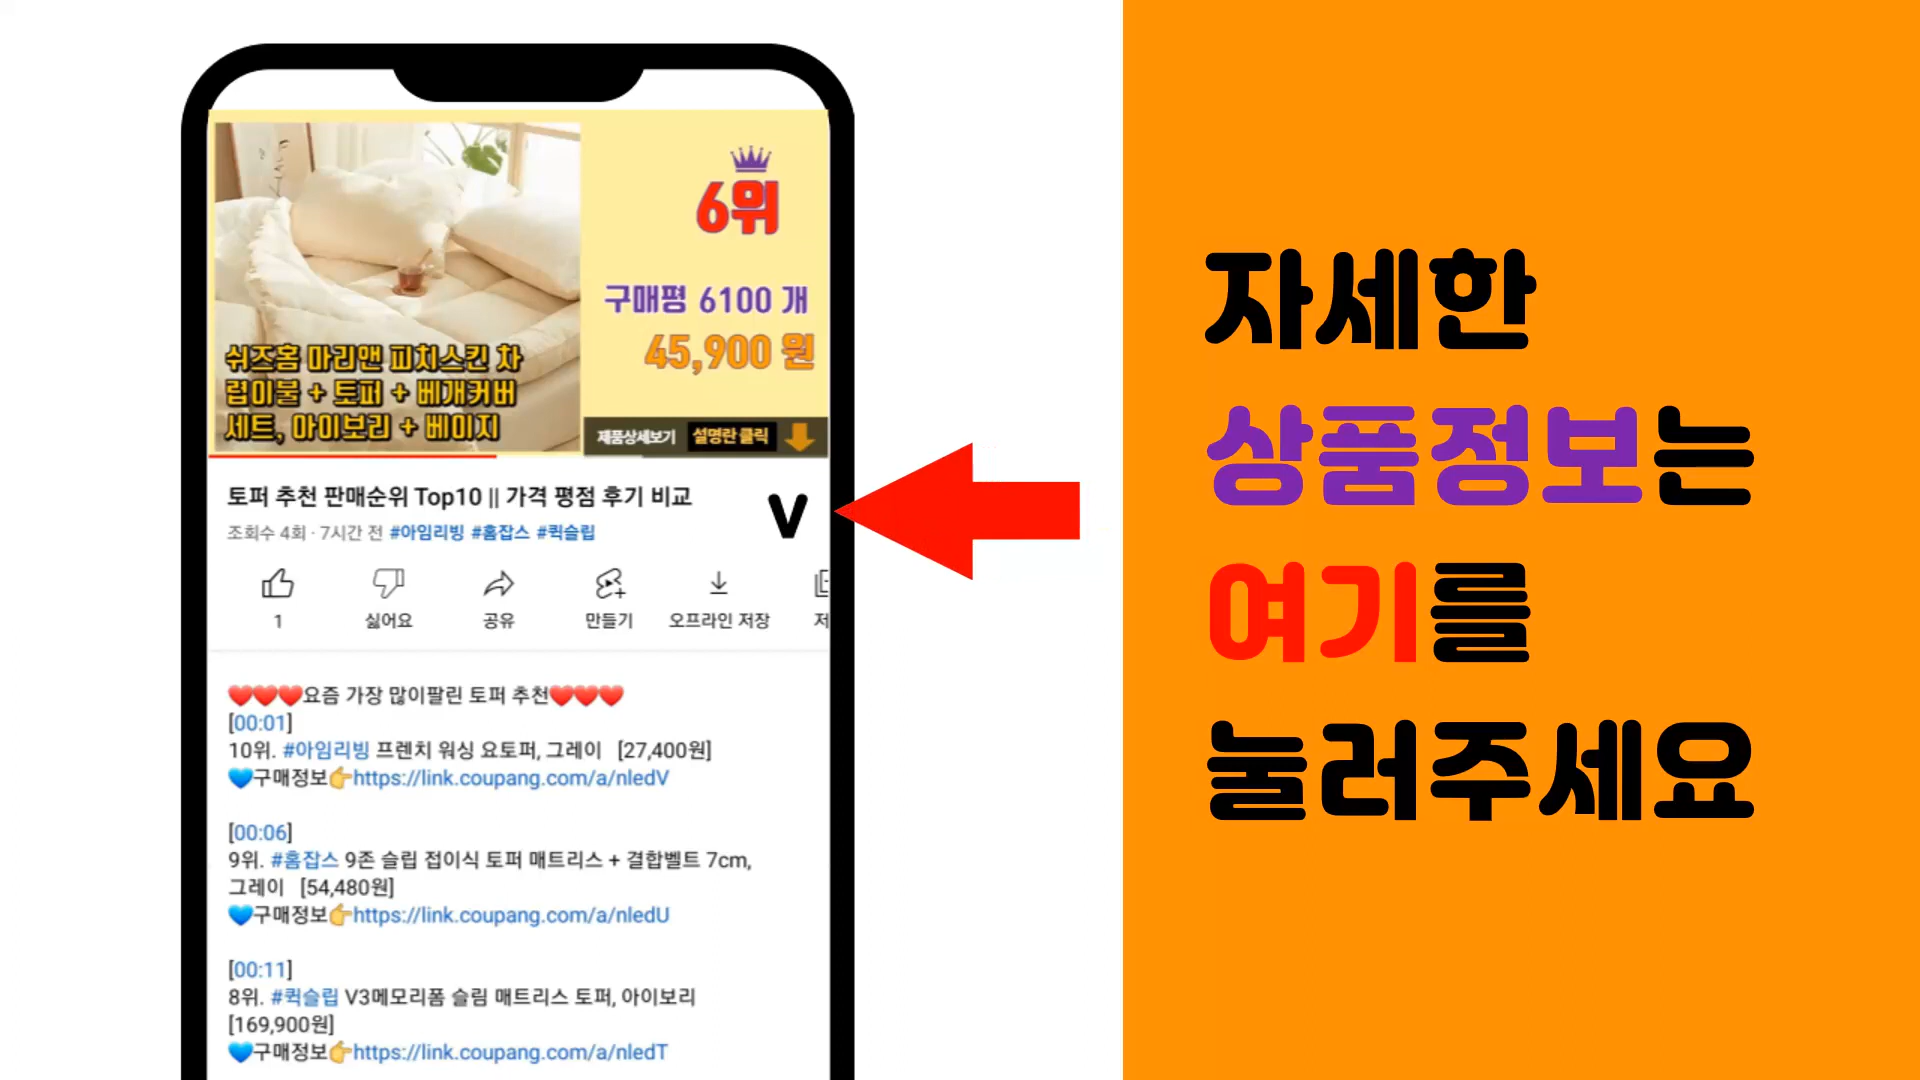 6위
구매평 6100 개
45,900 원
쉬즈홈 마리앤 피치스킨 차
렵이불 + 토퍼 + 베개커버
세트, 아이보리 + 베이지
제품상세보기 설명란 클릭
토퍼 추천 판매순위 Top10 || 가격 평점 후기 비교
V
조회수 4회 · 7시간 전 #아임리빙 #홈잡스 #퀵슬립
1 싫어요 공유 만들기 오프라인 저장 저
❤️❤️❤️요즘 가장 많이팔린 토퍼 추천❤️❤️❤️
[00:01]
10위. #아임리빙 프렌치 워싱 요토퍼, 그레이 [27,400원]
💙구매정보👉https://link.coupang.com/a/nledV
[00:06]
9위. #홈잡스 9존 슬립 접이식 토퍼 매트리스 + 결합벨트 7cm,
그레이 [54,480원]
💙구매정보👉https://link.coupang.com/a/nledU
[00:11]
8위. #퀵슬립 V3메모리폼 슬림 매트리스 토퍼, 아이보리
[169,900원]
💙구매정보👉https://link.coupang.com/a/nledT
자세한
상품정보는
여기를
눌러주세요